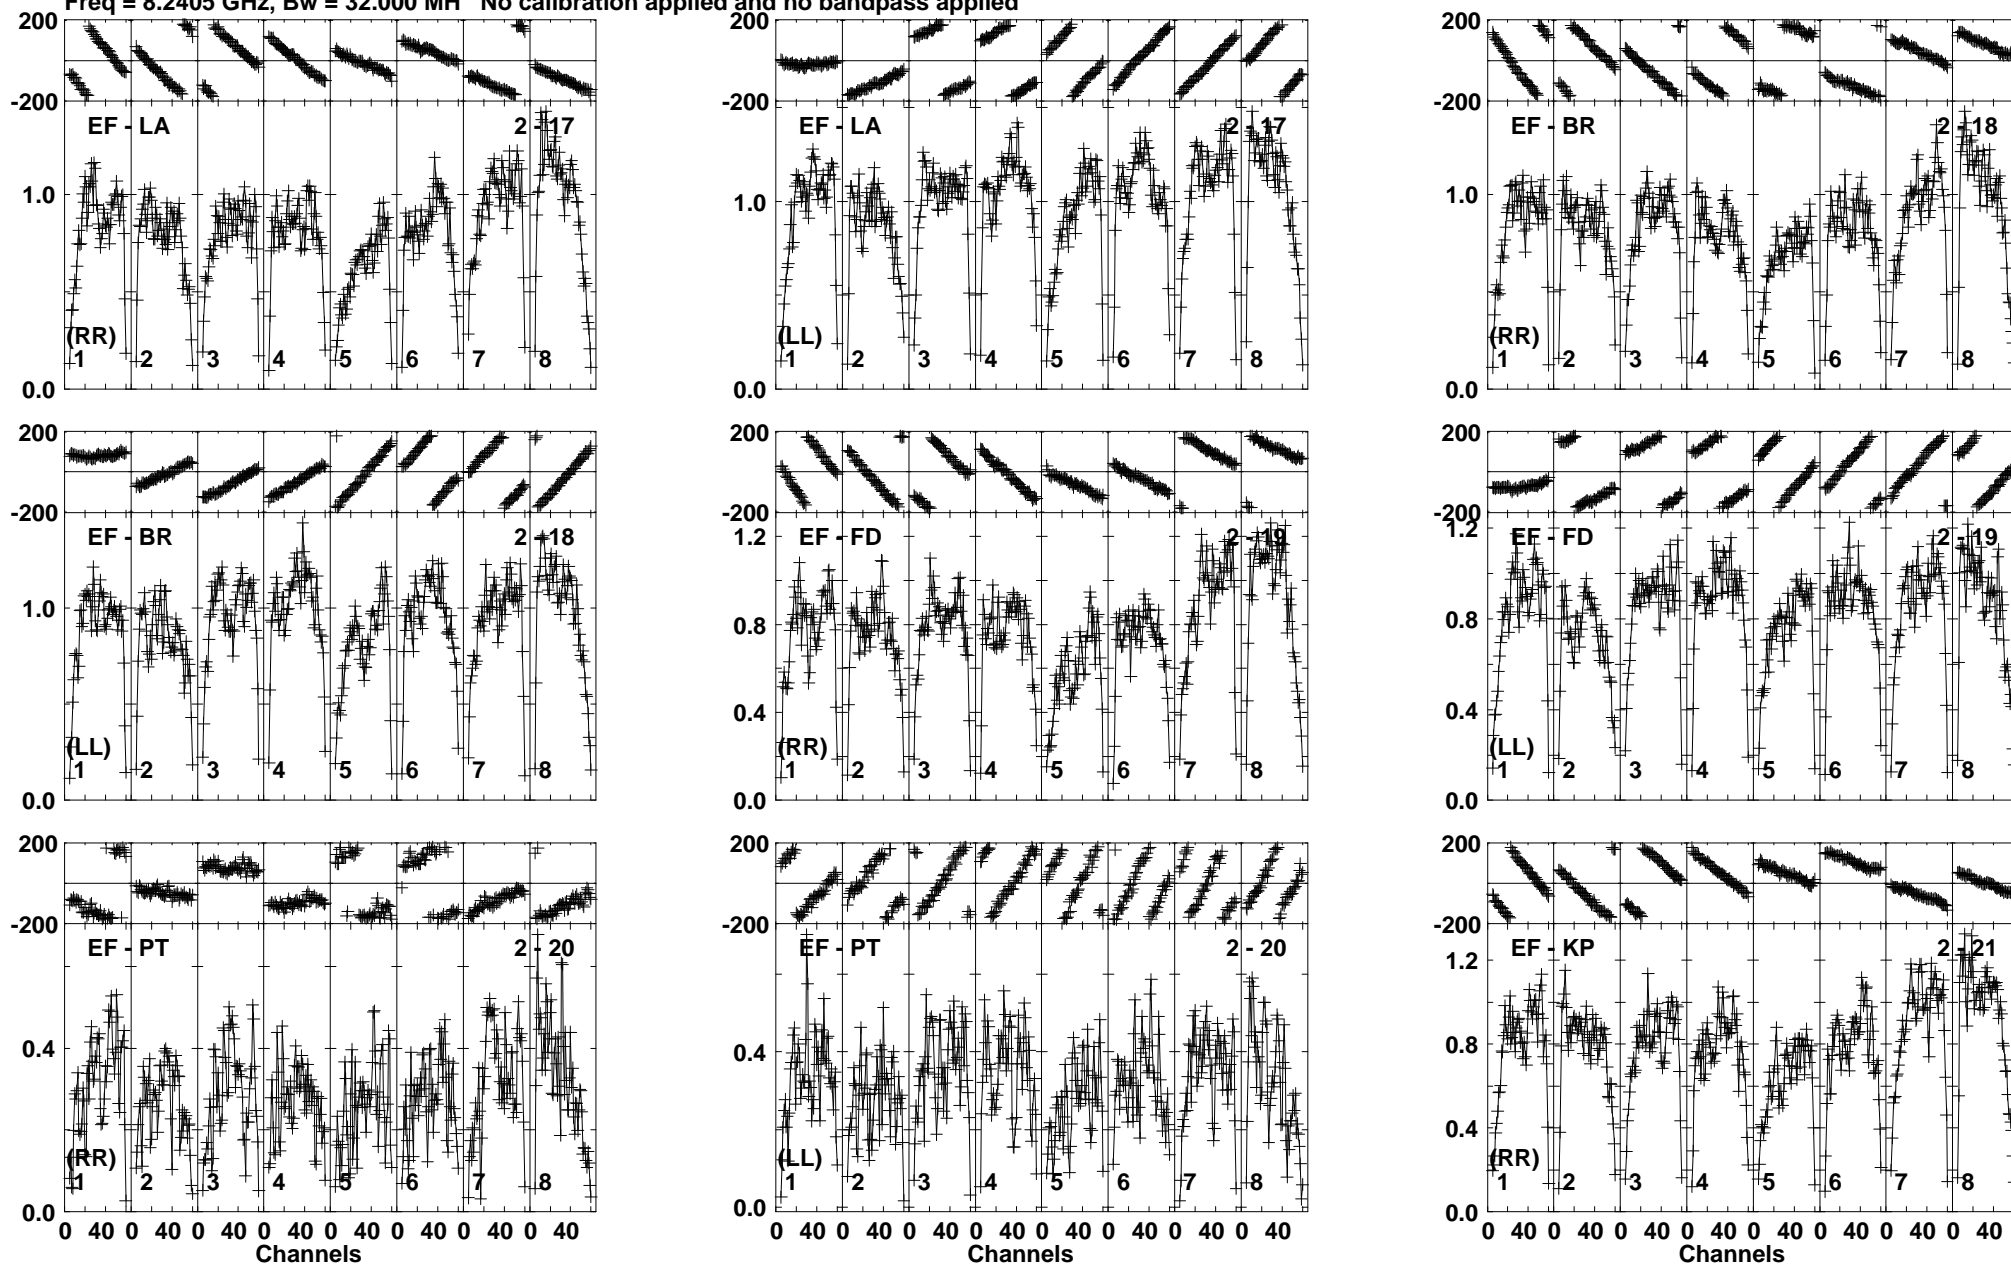 Freq = 8.2405 GHz, Bw = 32.000 MH No calibration applied and no bandpass applied
200 200 200
-200 -200 -200
EF - LA 2 - 17 EF - LA 2 - 17 EF - BR 2 - 18
1.0 1.0 1.0
(RR) (LL) (RR)
1 2 3 4 5 6 7 8 1 2 3 4 5 6 7 8 1 2 3 4 5 6 7 8
0.0 0.0 0.0
200 200 200
-200 -200 -200
EF - BR 2 - 18 EF - FD 2 - 19 EF - FD 2 - 19
1.2 1.2
1.0 0.8 0.8
0.4 0.4
(LL) (RR) (LL)
1 2 3 4 5 6 7 8 1 2 3 4 5 6 7 8 1 2 3 4 5 6 7 8
0.0 0.0 0.0
200 200 200
-200 -200 -200
EF - PT 2 - 20 EF - PT 2 - 20 EF - KP 2 - 21
1.2
0.4 0.4 0.8
0.4
(RR) (LL) (RR)
1 2 3 4 5 6 7 8 1 2 3 4 5 6 7 8 1 2 3 4 5 6 7 8
0.0 0.0 0.0
0 40 0 40 0 40 0 40 0 40 0 40 0 40 0 40 0 40 0 40 0 40 0 40 0 40 0 40 0 40 0 40 0 40 0 40 0 40 0 40 0 40 0 40 0 40 0 40
Channels Channels Channels